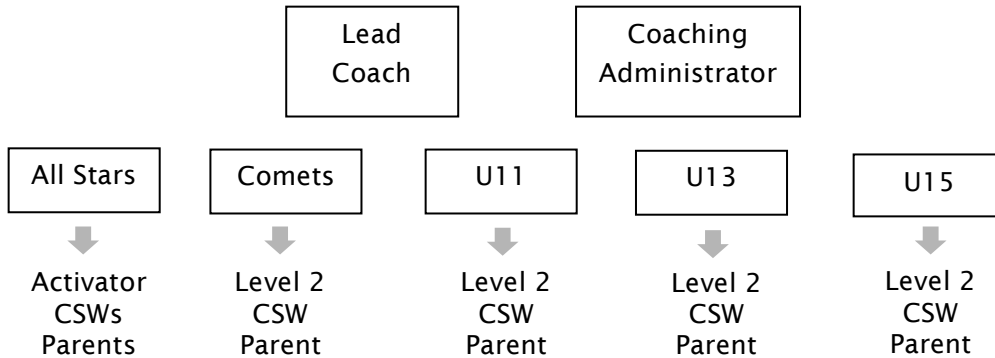 Lead
Coach
Coaching
Administrator
All Stars
Comets
U11
U13
U15
Activator
CSWs
Parents
Level 2
CSW
Parent
Level 2
CSW
Parent
Level 2
CSW
Parent
Level 2
CSW
Parent